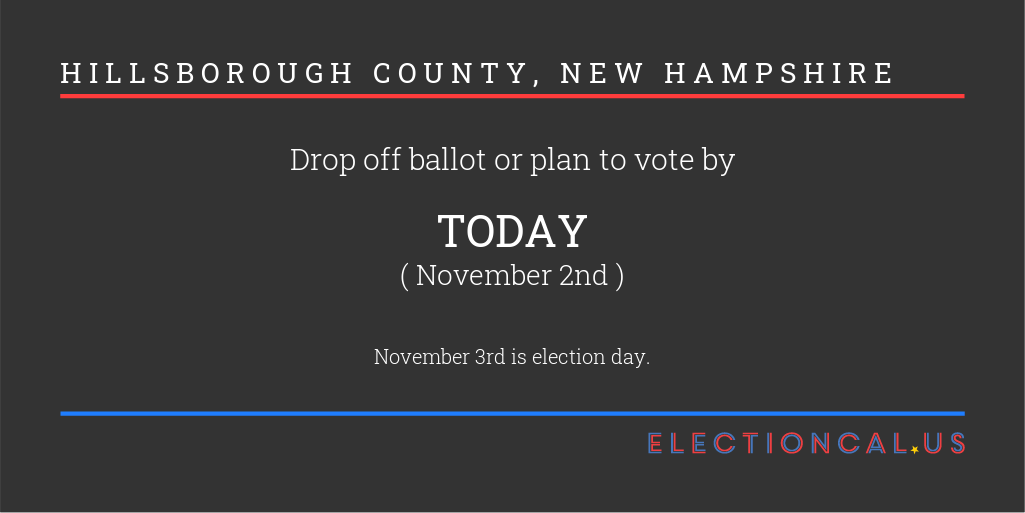 HILLSBOROUGH COUNTY, NEW HAMPSHIRE
Drop off ballot or plan to vote by
TODAY
( November 2nd )
November 3rd is election day.
ELECTIONCAL.US